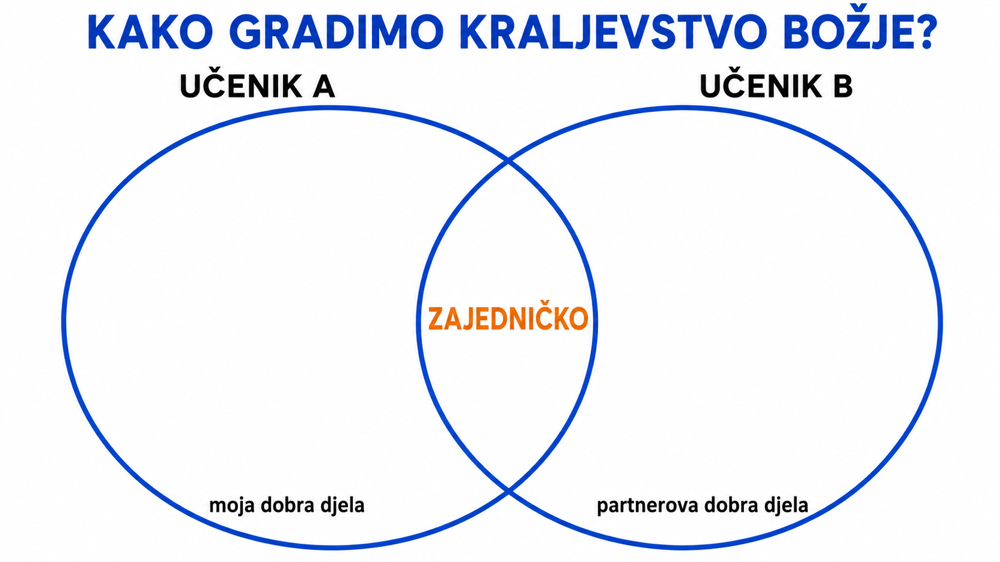 KAKO GRADIMO KRALJEVSTVO BOŽJE?
UČENIK A
UČENIK B
ZAJEDNIČKO
moja dobra djela
partnerova dobra djela